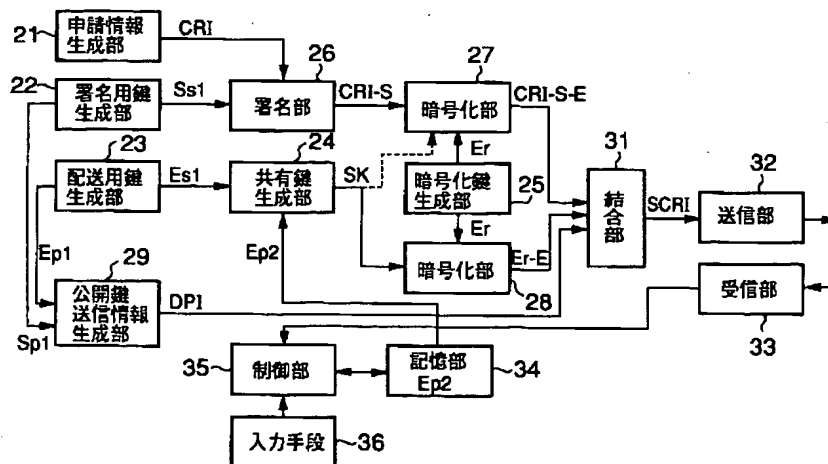 21
申請情報
生成部
CRI
22
署名用鍵
生成部
Ss1
26
署名部
CRI-S
27
暗号化部
CRI-S-E
23
配送用鍵
生成部
Es1
24
共有鍵
生成部
SK
Er
暗号化鍵
生成部
25
Er
31
結合部
SCRI
32
送信部
Ep1
Ep2
暗号化部
28
Er-E
29
公開鍵
送信情報
生成部
Sp1
DPI
受信部
33
35
制御部
記憶部
Ep2
34
入力手段
36